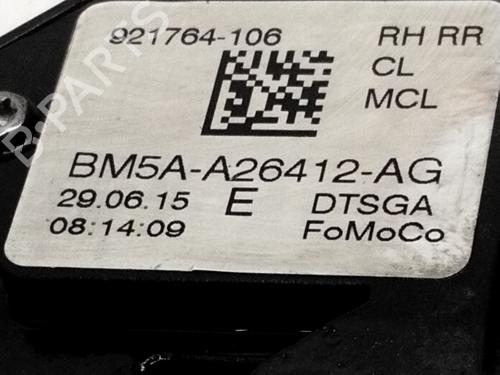 921764-106 RH RR
CL
MCL
BM5A-A26412-AG
29.06.15 E DTSGA
08:14:09 FoMoCo
B-PARTS